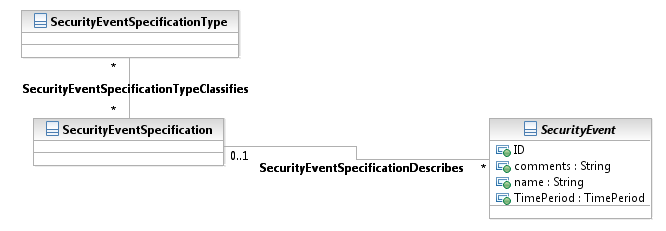 SecurityEventSpecificationType
*
SecurityEventSpecificationTypeClassifies
*
SecurityEventSpecification
0..1
SecurityEventSpecificationDescribes
*
SecurityEvent
ID
comments : String
name : String
TimePeriod : TimePeriod